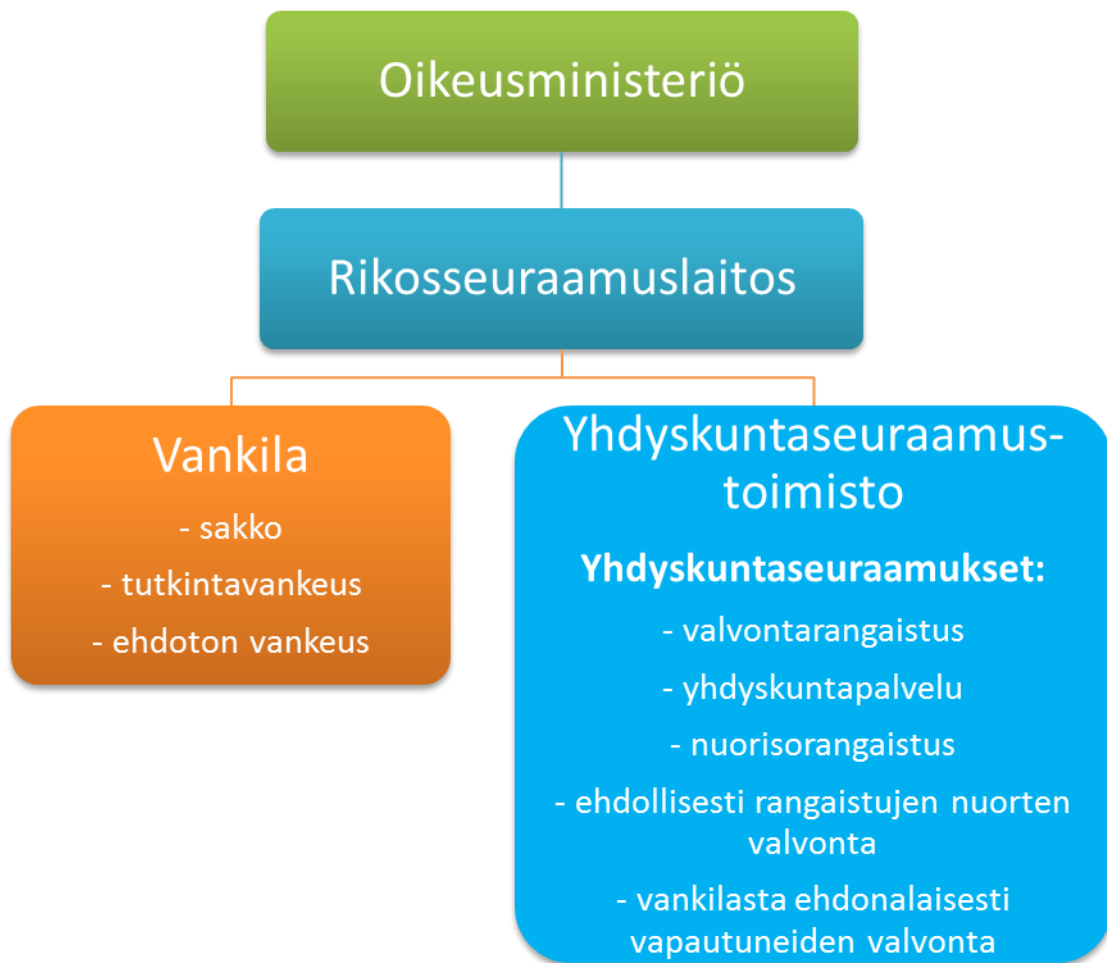 Oikeusministeriö
Rikosseuraamuslaitos
Vankila
- sakko
- tutkintavankeus
- ehdoton vankeus
Yhdyskuntaseuraamus-
toimisto
Yhdyskuntaseuraamukset:
- valvontarangaistus
- yhdyskuntapalvelu
- nuorisorangaistus
- ehdollisesti rangaistujen nuorten
valvonta
- vankilasta ehdonalaisesti
vapautuneiden valvonta